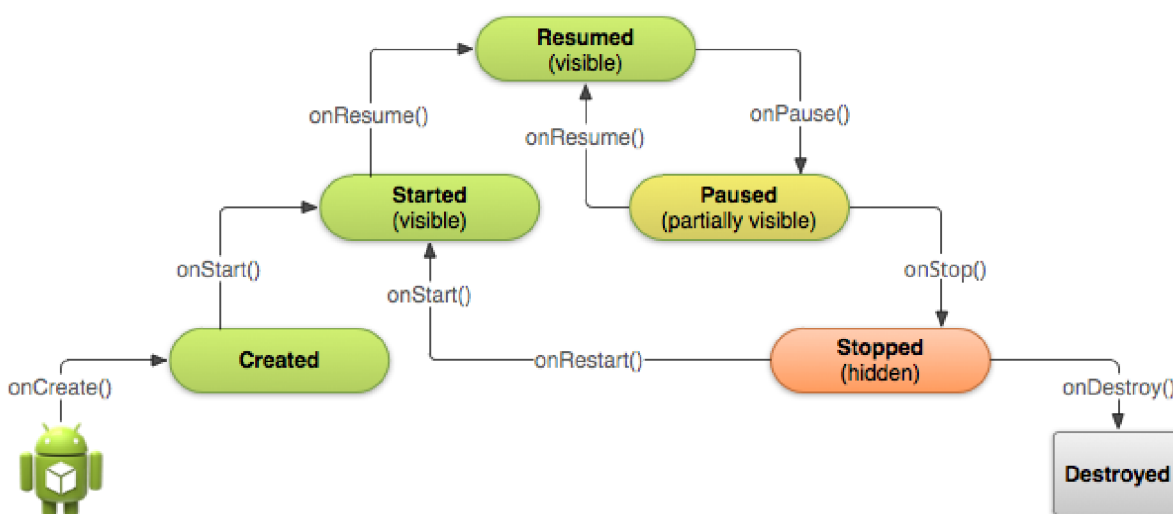 Resumed
(visible)
onResume()
onResume()
onPause()
Started
(visible)
Paused
(partially visible)
onStart()
onStart()
onStop()
Created
onRestart()
Stopped
(hidden)
onCreate()
onDestroy()
Destroyed